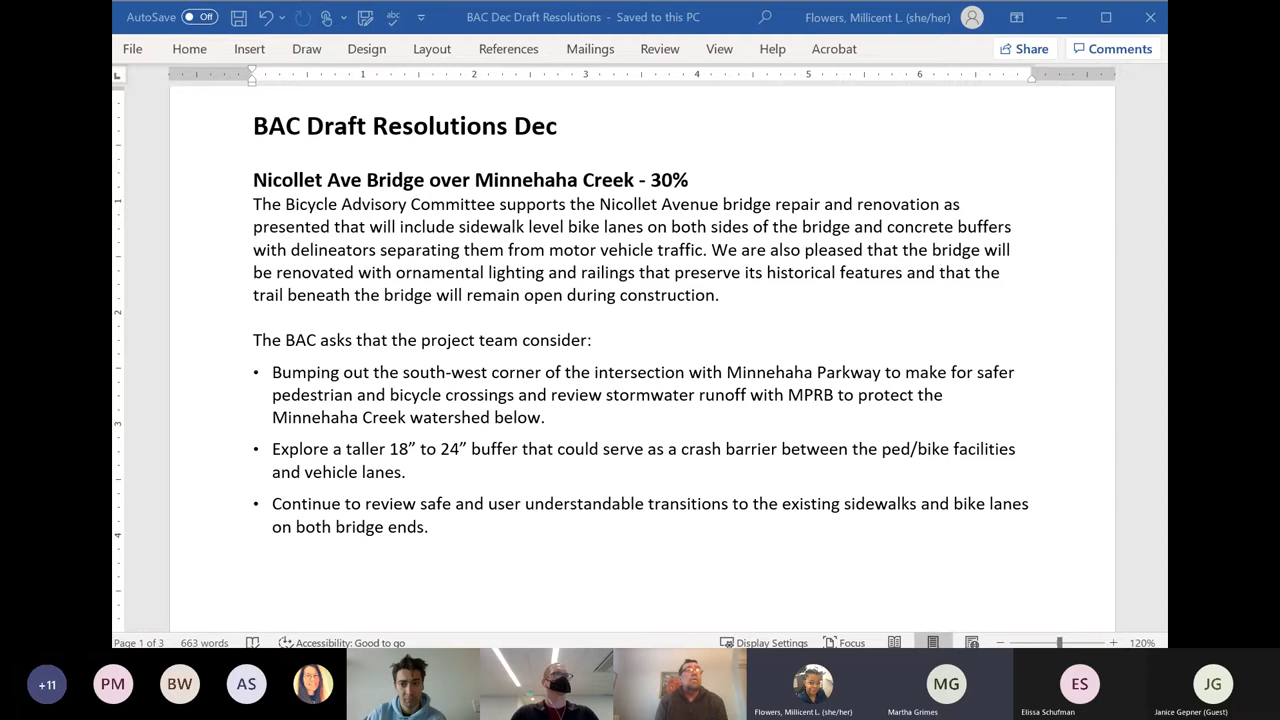 AutoSave Off BAC Dec Draft Resolutions - Saved to this PC Flowers, Millicent L. (she/her)
File Home Insert Draw Design Layout References Mailings Review View Help Acrobat Share Comments
1 2 3 4 5 6
BAC Draft Resolutions Dec
Nicollet Ave Bridge over Minnehaha Creek - 30%
The Bicycle Advisory Committee supports the Nicollet Avenue bridge repair and renovation as
presented that will include sidewalk level bike lanes on both sides of the bridge and concrete buffers
with delineators separating them from motor vehicle traffic. We are also pleased that the bridge will
be renovated with ornamental lighting and railings that preserve its historical features and that the
trail beneath the bridge will remain open during construction.
The BAC asks that the project team consider:
• Bumping out the south-west corner of the intersection with Minnehaha Parkway to make for safer
pedestrian and bicycle crossings and review stormwater runoff with MPRB to protect the
Minnehaha Creek watershed below.
• Explore a taller 18” to 24” buffer that could serve as a crash barrier between the ped/bike facilities
and vehicle lanes.
• Continue to review safe and user understandable transitions to the existing sidewalks and bike lanes
on both bridge ends.
1
2
3
4
Page 1 of 3 663 words Accessibility: Good to go Display Settings Focus 120%
+11 PM BW AS MG ES JG
Flowers, Millicent L. (she/her) Martha Grimes Elissa Schufman Janice Gepner (Guest)